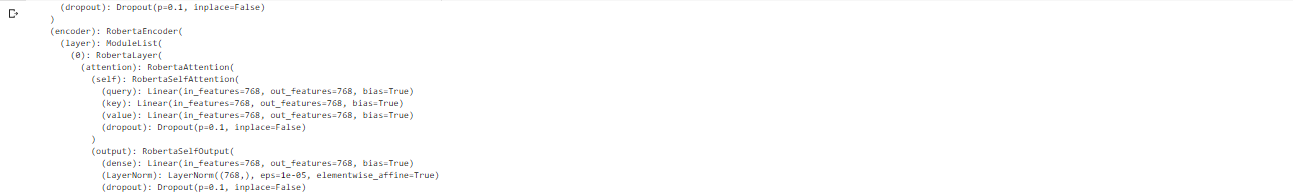 (dropout): Dropout(p=0.1, inplace=False)
)
(encoder): RobertaEncoder(
(layer): ModuleList(
(0): RobertaLayer(
(attention): RobertaAttention(
(self): RobertaSelfAttention(
(query): Linear(in_features=768, out_features=768, bias=True)
(key): Linear(in_features=768, out_features=768, bias=True)
(value): Linear(in_features=768, out_features=768, bias=True)
(dropout): Dropout(p=0.1, inplace=False)
)
(output): RobertaSelfOutput(
(dense): Linear(in_features=768, out_features=768, bias=True)
(LayerNorm): LayerNorm((768,), eps=1e-05, elementwise_affine=True)
(dropout): Dropout(p=0.1, inplace=False)